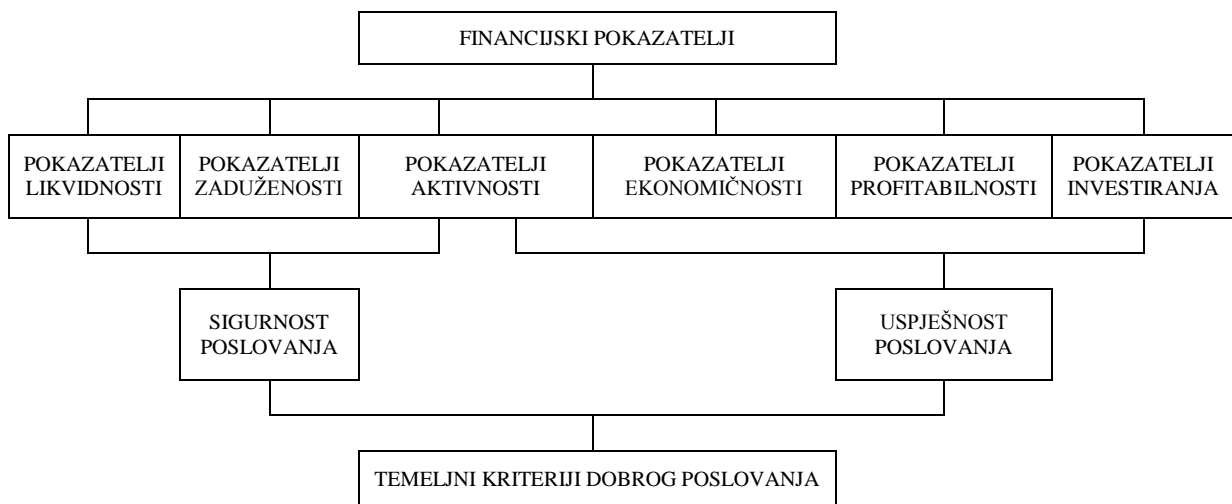 FINANCIJSKI POKAZATELJI
POKAZATELJI
LIKVIDNOSTI
POKAZATELJI
ZADUŽENOSTI
POKAZATELJI
AKTIVNOSTI
POKAZATELJI
EKONOMIČNOSTI
POKAZATELJI
PROFITABILNOSTI
POKAZATELJI
INVESTIRANJA
SIGURNOST
POSLOVANJA
USPJEŠNOST
POSLOVANJA
TEMELJNI KRITERIJI DOBROG POSLOVANJA